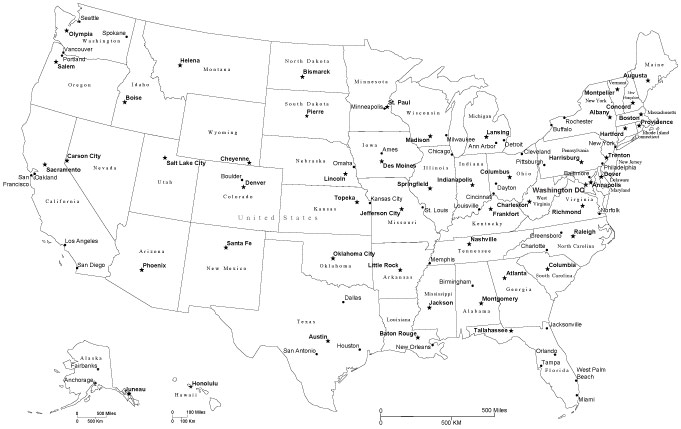 Seattle
Spokane
Olympia
Washington
Vancouver
Portland
Salem
Oregon
Idaho
Boise
Helena
Montana
North Dakota
Bismarck
South Dakota
Pierre
Wyoming
Cheyenne
Nebraska
Omaha
Lincoln
Minnesota
Minneapolis
St. Paul
Wisconsin
Madison
Milwaukee
Michigan
Lansing
Ann Arbor
Detroit
Iowa
Ames
Des Moines
Chicago
Illinois
Springfield
Indiana
Indianapolis
Ohio
Columbus
Dayton
Cincinnati
Cleveland
Pittsburgh
Pennsylvania
Harrisburg
Buffalo
Rochester
New York
Albany
Vermont
Montpelier
New
Concord
Maine
Augusta
Massachusetts
Boston
Providence
Rhode Island
Connecticut
Hartford
New York
Trenton
New Jersey
Philadelphia
Dover
Delaware
Baltimore
Annapolis
Maryland
Washington DC
West
Virginia
Charleston
Virginia
Richmond
Norfolk
Carson City
Nevada
Sacramento
San
Francisco
Oakland
California
Los Angeles
San Diego
Salt Lake City
Utah
Boulder
Denver
Colorado
United States
Kansas
Topeka
Kansas City
Jefferson City
Missouri
St. Louis
Louisville
Frankfort
Kentucky
Nashville
Tennessee
Memphis
Greensboro
Raleigh
Charlotte
North Carolina
Columbia
South Carolina
Arizona
Phoenix
Santa Fe
New Mexico
Oklahoma City
Oklahoma
Little Rock
Arkansas
Dallas
Texas
Austin
San Antonio
Houston
Louisiana
Baton Rouge
New Orleans
Mississippi
Jackson
Birmingham
Montgomery
Alabama
Atlanta
Georgia
Tallahassee
Jacksonville
Orlando
Tampa
Florida
West Palm
Beach
Miami
Alaska
Fairbanks
Anchorage
Juneau
0 500 Miles
0 500 KM
Honolulu
Hawaii
0 100 Miles
0 100 KM
0 500 Miles
0 500 KM